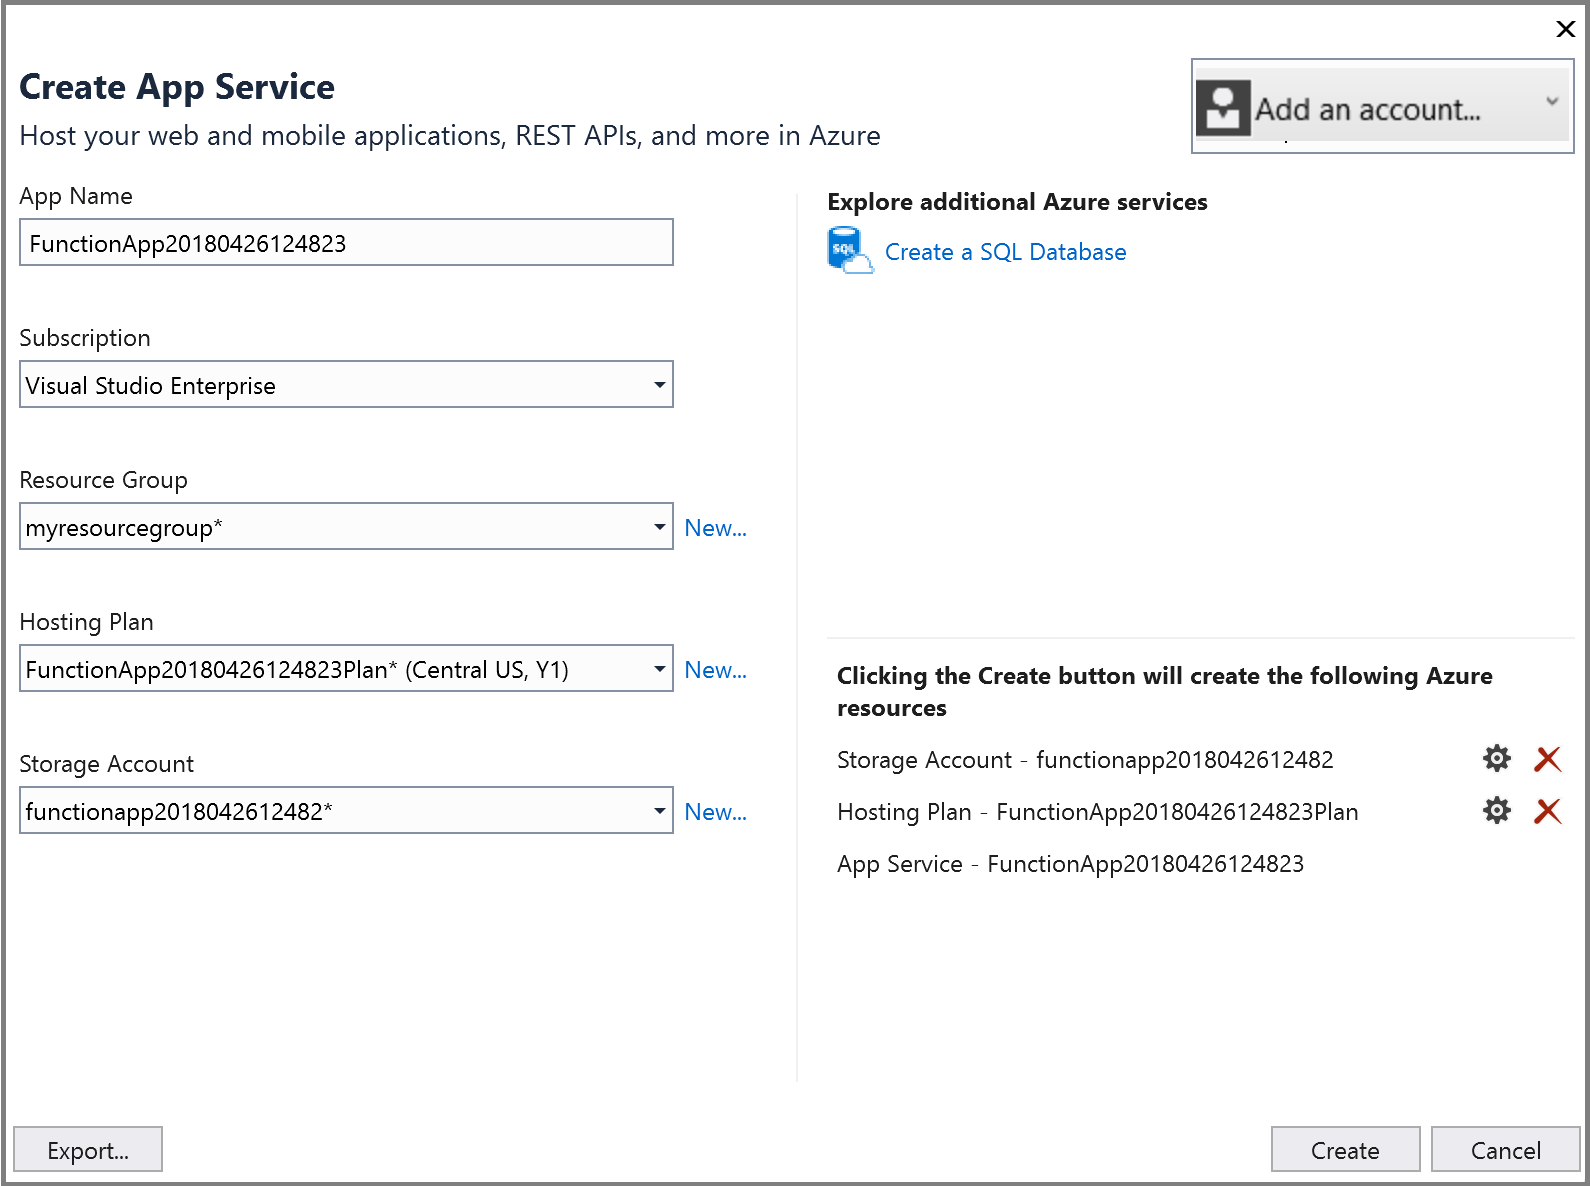 Create App Service
Host your web and mobile applications, REST APIs, and more in Azure
Add an account...
App Name
FunctionApp20180426124823
Subscription
Visual Studio Enterprise
Resource Group
myresourcegroup*
New...
Hosting Plan
FunctionApp20180426124823Plan* (Central US, Y1)
New...
Storage Account
functionapp2018042612482*
New...
Explore additional Azure services
SQL
Create a SQL Database
Clicking the Create button will create the following Azure
resources
Storage Account - functionapp2018042612482
Hosting Plan - FunctionApp20180426124823Plan
App Service - FunctionApp20180426124823
Export...
Create
Cancel